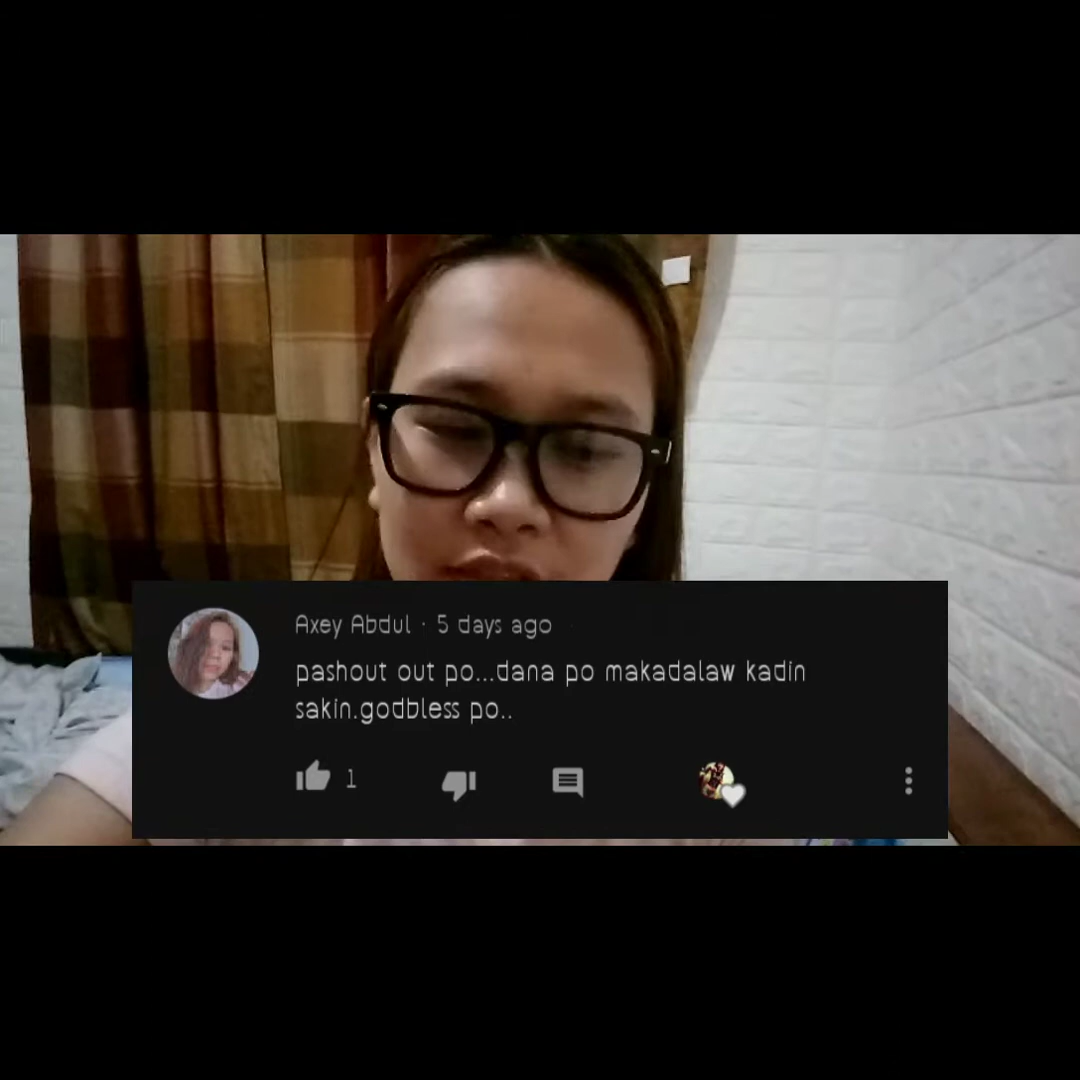 Axey Abdul · 5 days ago
pashout out po...dana po makadalaw kadin
sakin.godbless po..
1